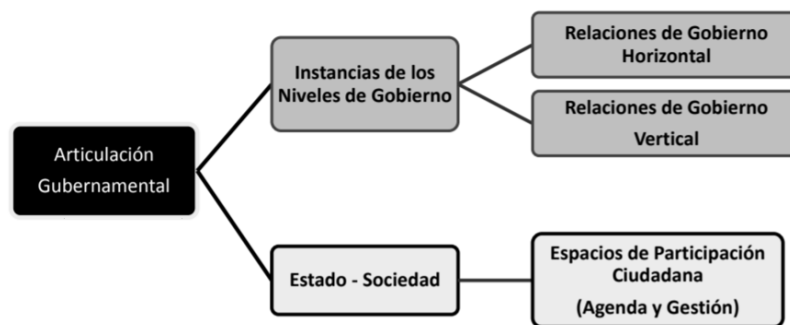 Articulación
Gubernamental
Instancias de los
Niveles de Gobierno
Relaciones de Gobierno
Horizontal
Relaciones de Gobierno
Vertical
Estado - Sociedad
Espacios de Participación
Ciudadana
(Agenda y Gestión)